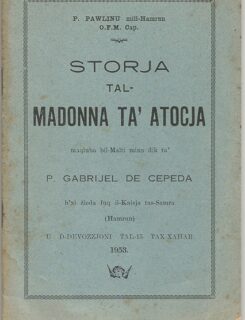 P. PAWLINU mill-Hamrun
O.F.M. Cap.
STORJA
TAL-
MADONNA TA' ATOCJA
maqluba bil-Malti minn dik ta'
P. GABRIJEL DE CEPEDA
b'xi żieda fuq il-Knisja tas-Samra
(Hamrun)
U D-DEVOZZJONI TAL-15 TAX-XAHAR
1953.